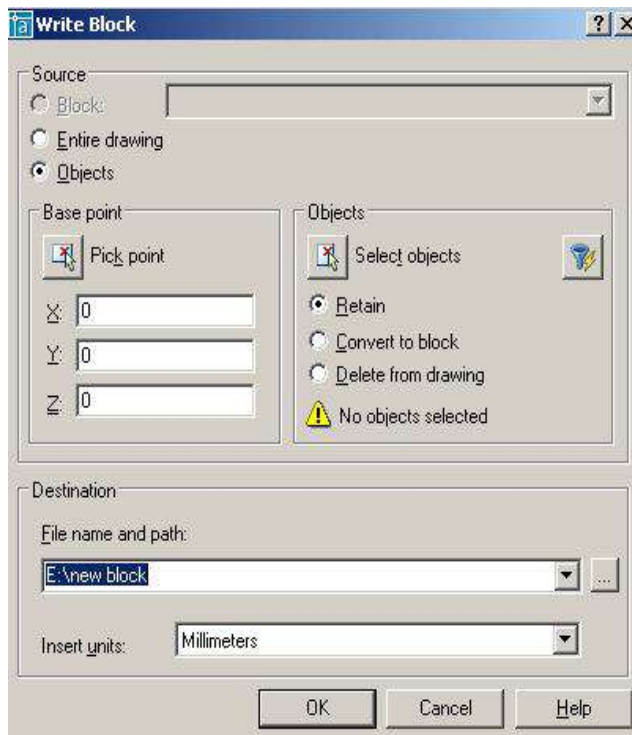 Write Block
Source
Block:
Entire drawing
Objects
Base point
Pick point
X: 0
Y: 0
Z: 0
Objects
Select objects
Retain
Convert to block
Delete from drawing
No objects selected
Destination
File name and path:
E:\new block
...
Insert units: Millimeters
OK Cancel Help